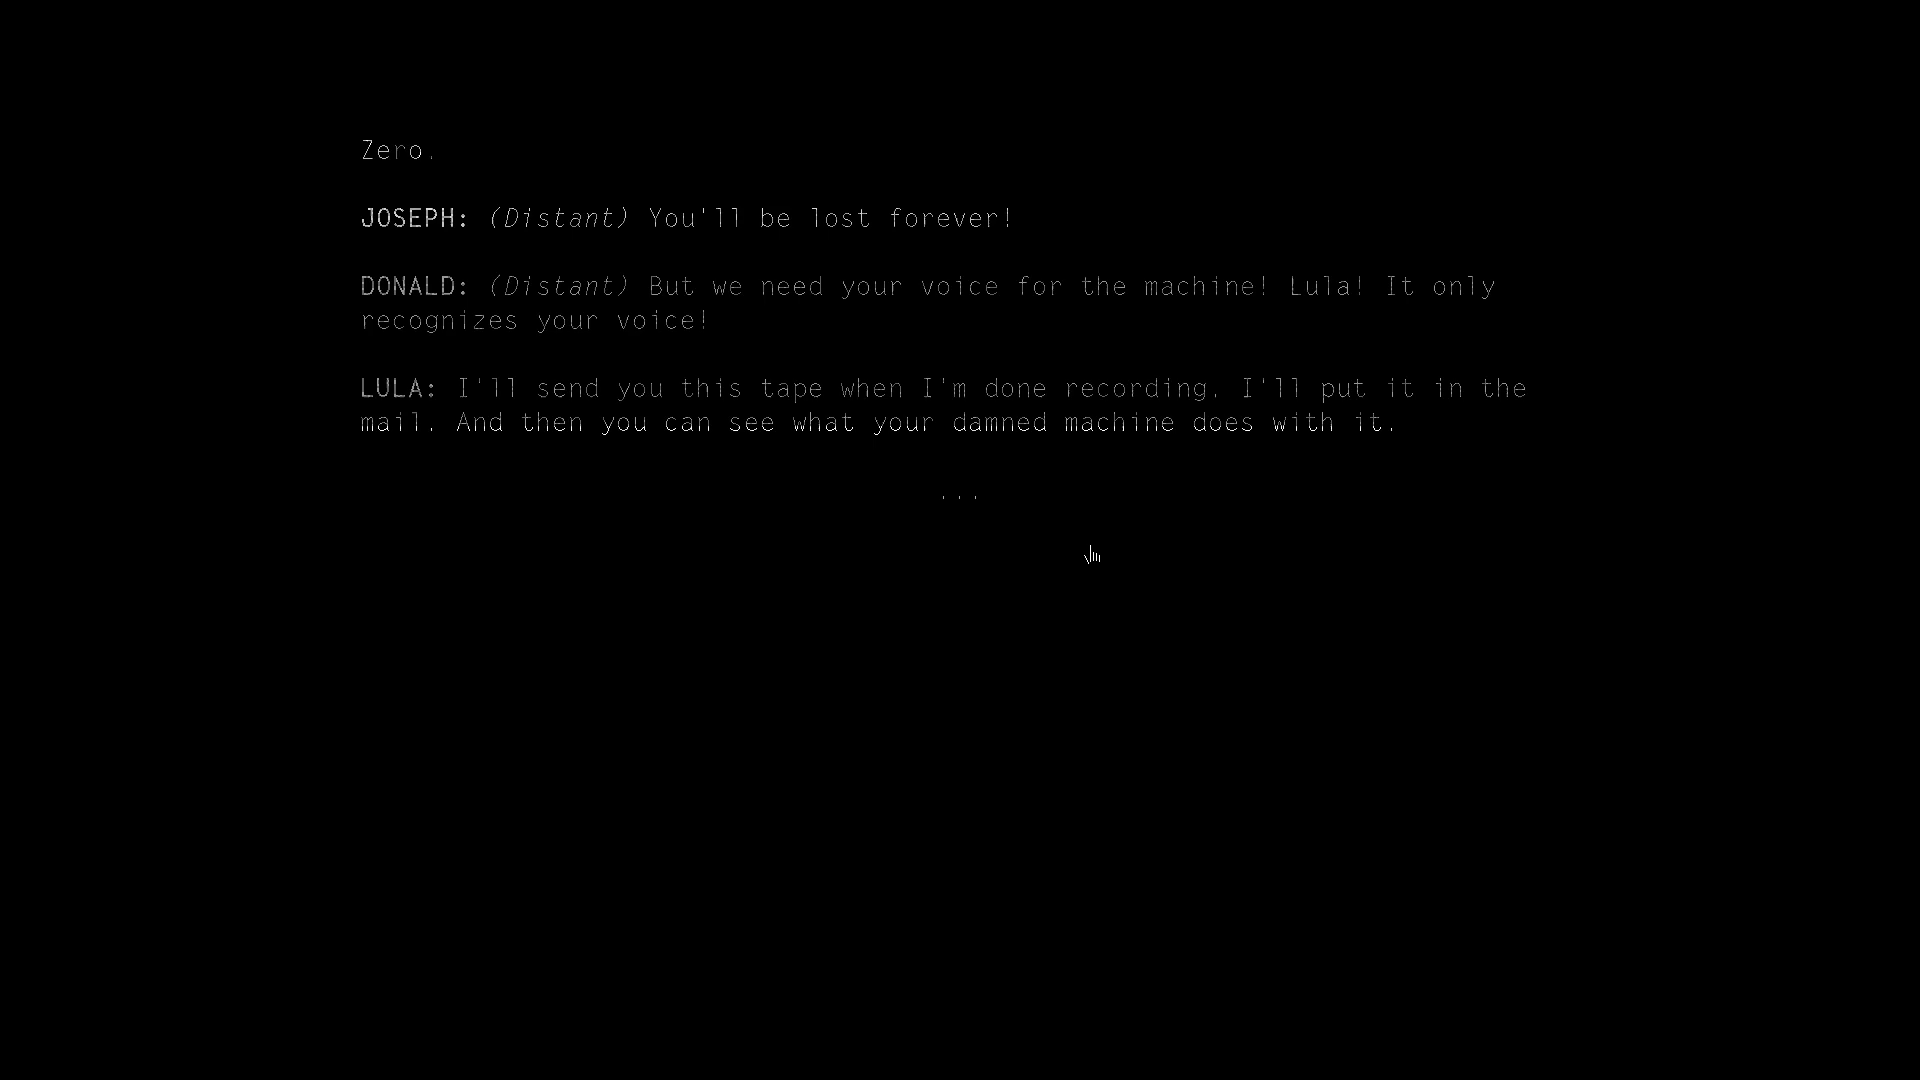 Zero.
JOSEPH: (Distant) You'll be lost forever!
DONALD: (Distant) But we need your voice for the machine! Lula! It only
recognizes your voice!
LULA: I'll send you this tape when I'm done recording. I'll put it in the
mail. And then you can see what your damned machine does with it.
...